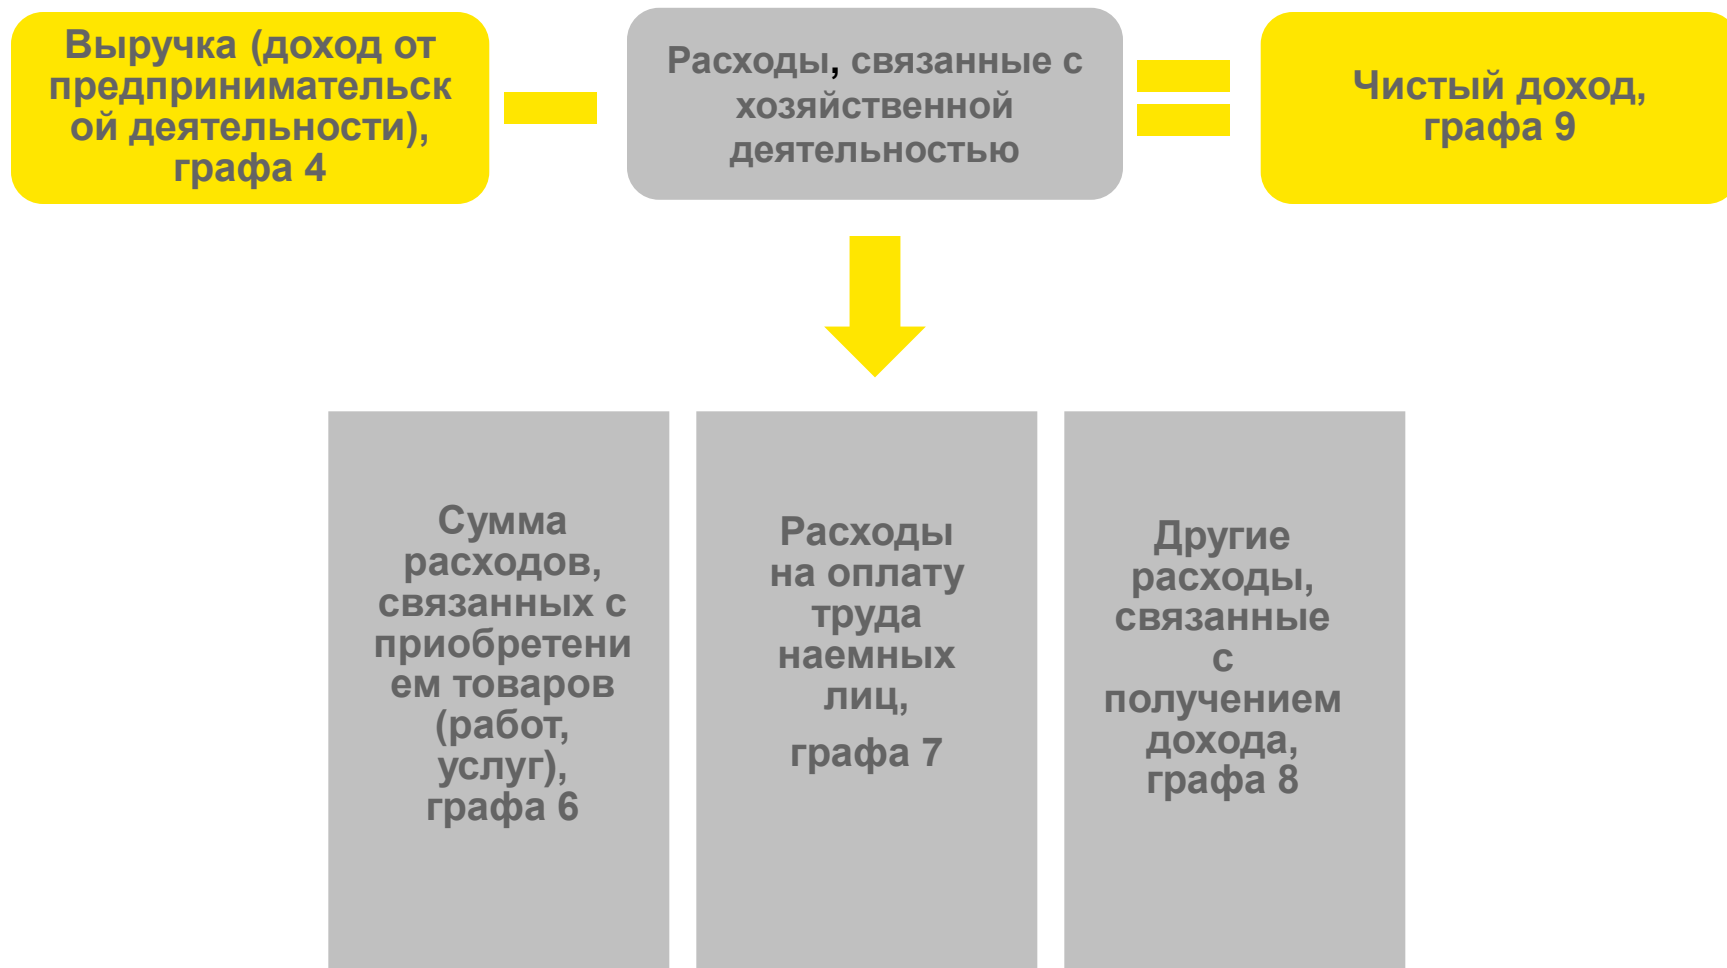 Выручка (доход от
предпринимательск
ой деятельности),
графа 4
Расходы, связанные с
хозяйственной
деятельностью
Чистый доход,
графа 9
Сумма
расходов,
связанных с
приобретени
ем товаров
(работ,
услуг),
графа 6
Расходы
на оплату
труда
наемных
лиц,
графа 7
Другие
расходы,
связанные
с
получением
дохода,
графа 8